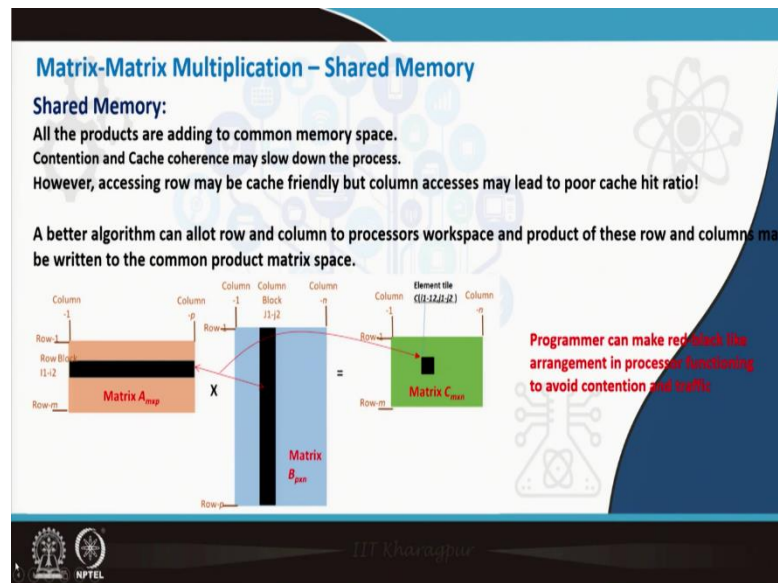 Matrix-Matrix Multiplication – Shared Memory
Shared Memory:
All the products are adding to common memory space.
Contention and Cache coherence may slow down the process.
However, accessing row may be cache friendly but column accesses may lead to poor cache hit ratio!
A better algorithm can allot row and column to processors workspace and product of these row and columns ma
be written to the common product matrix space.
Column
-1
Column
-p
Row-1
Row Block
I1-i2
Row-m
Matrix Amxp
X
Column
-1
Column
Block
J1-j2
Column
-n
Row-1
Row-p
Matrix
Bpxn
=
Element tile
C(i1-12,j1-j2 )
Column
-1
Column
-n
Row-1
Row-m
Matrix Cmxn
Programmer can make red-black like
arrangement in processor functioning
to avoid contention and traffic
NPTEL
IIT Kharagpur